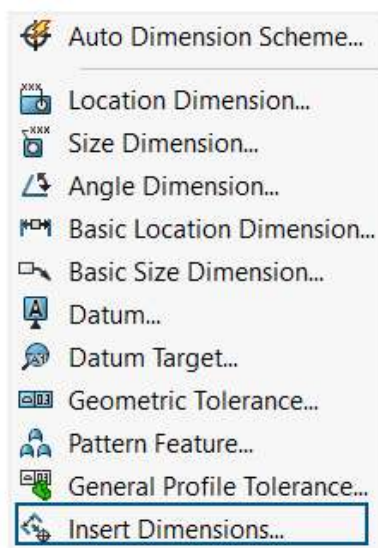 Auto Dimension Scheme...
Location Dimension...
Size Dimension...
Angle Dimension...
Basic Location Dimension...
Basic Size Dimension...
Datum...
Datum Target...
Geometric Tolerance...
Pattern Feature...
General Profile Tolerance...
Insert Dimensions...